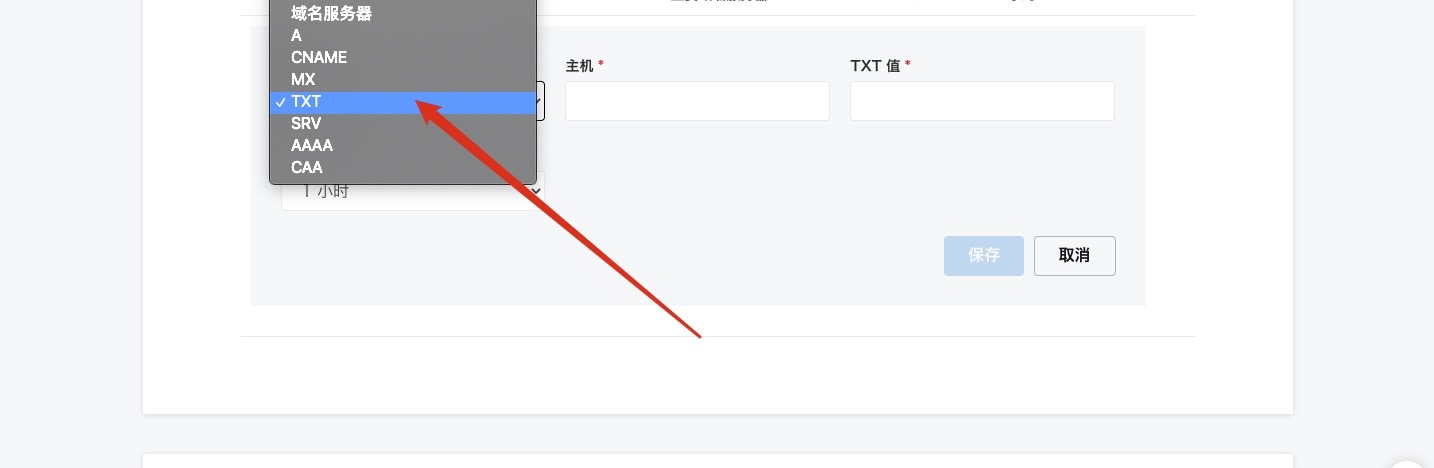 域名服务器
A
CNAME
MX
✓ TXT
SRV
AAAA
CAA
主机 *
TXT 值 *
1 小时
保存
取消